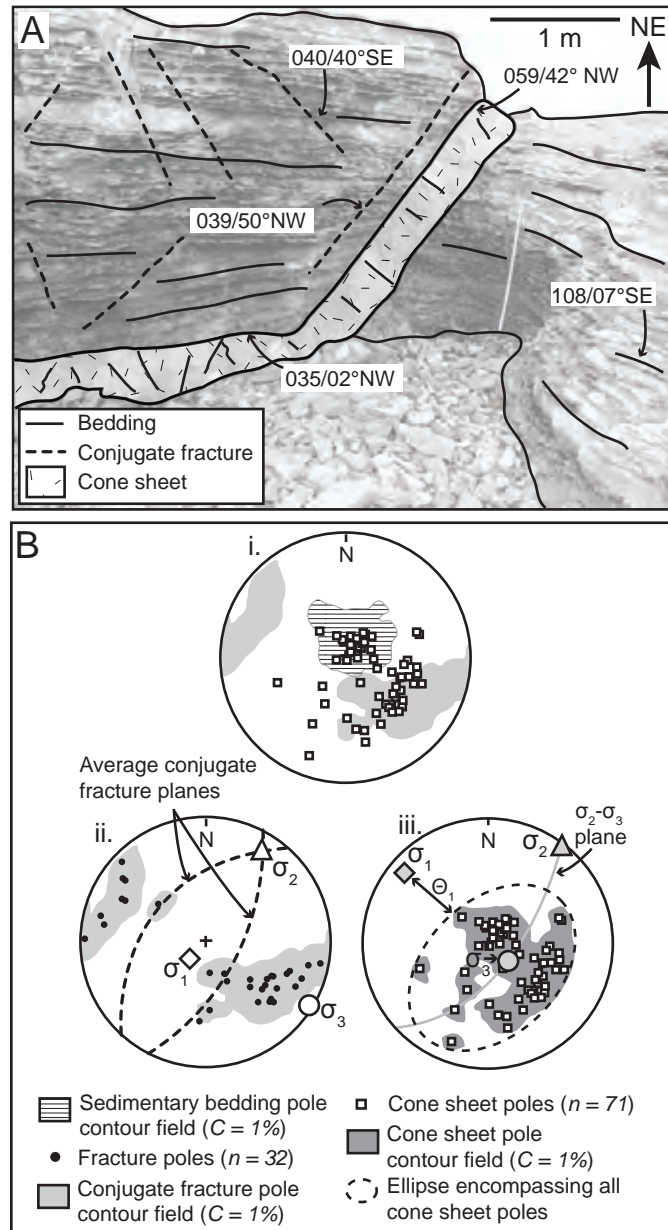 A
1 m
NE
040/40°SE
059/42° NW
039/50°NW
108/07°SE
035/02°NW
Bedding
Conjugate fracture
Cone sheet
B
i.
N
Average conjugate
fracture planes
ii.
N
σ2
σ1
σ3
iii.
N
σ1
σ2
σ2-σ3
plane
Θ1
σ3
Sedimentary bedding pole
contour field (C = 1%)
Fracture poles (n = 32)
Conjugate fracture pole
contour field (C = 1%)
Cone sheet poles (n = 71)
Cone sheet pole
contour field (C = 1%)
Ellipse encompassing all
cone sheet poles